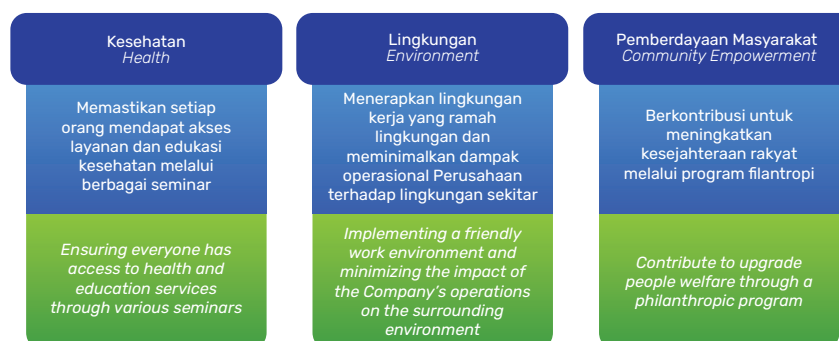 Kesehatan
Health
Memastikan setiap
orang mendapat akses
layanan dan edukasi
kesehatan melalui
berbagai seminar
Ensuring everyone has
access to health and
education services
through various seminars
Lingkungan
Environment
Menerapkan lingkungan
kerja yang ramah
lingkungan dan
meminimalkan dampak
operasional Perusahaan
terhadap lingkungan sekitar
Implementing a friendly
work environment and
minimizing the impact of
the Company’s operations
on the surrounding
environment
Pemberdayaan Masyarakat
Community Empowerment
Berkontribusi untuk
meningkatkan
kesejahteraan rakyat
melalui program filantropi
Contribute to upgrade
people welfare through a
philanthropic program